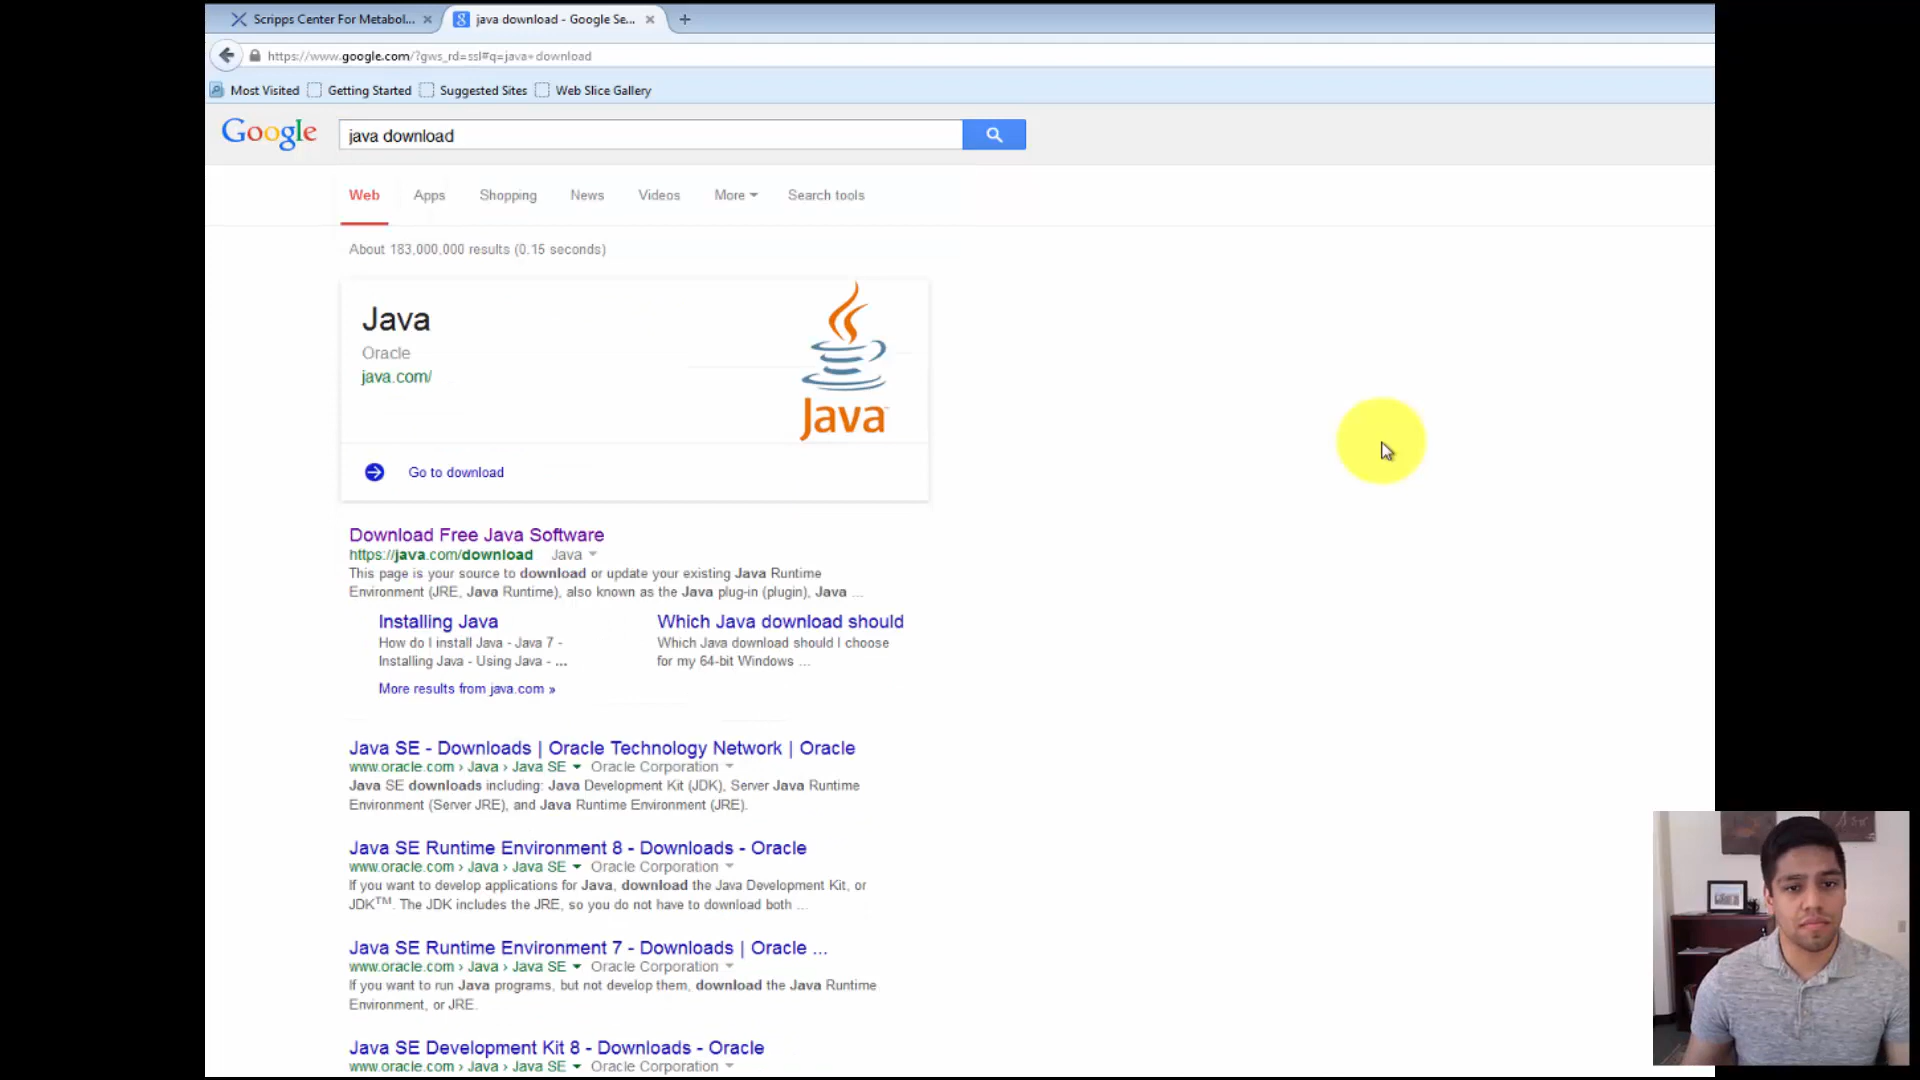 Scripps Center For Metabol...
java download - Google Se...
https://www.google.com/?gws_rd=ssl#q=java+download
Most Visited Getting Started Suggested Sites Web Slice Gallery
Google java download
Web Apps Shopping News Videos More Search tools
About 183,000,000 results (0.15 seconds)
Java
Oracle
java.com/
Java
Go to download
Download Free Java Software
https://java.com/download Java
This page is your source to download or update your existing Java Runtime
Environment (JRE, Java Runtime), also known as the Java plug-in (plugin), Java ...
Installing Java
How do I install Java - Java 7 -
Installing Java - Using Java - ...
Which Java download should
Which Java download should I choose
for my 64-bit Windows ...
More results from java.com »
Java SE - Downloads | Oracle Technology Network | Oracle
www.oracle.com › Java › Java SE Oracle Corporation
Java SE downloads including: Java Development Kit (JDK), Server Java Runtime
Environment (Server JRE), and Java Runtime Environment (JRE).
Java SE Runtime Environment 8 - Downloads - Oracle
www.oracle.com › Java › Java SE Oracle Corporation
If you want to develop applications for Java, download the Java Development Kit, or
JDK™. The JDK includes the JRE, so you do not have to download both ...
Java SE Runtime Environment 7 - Downloads | Oracle ...
www.oracle.com › Java › Java SE Oracle Corporation
If you want to run Java programs, but not develop them, download the Java Runtime
Environment, or JRE.
Java SE Development Kit 8 - Downloads - Oracle
www.oracle.com › Java › Java SE Oracle Corporation